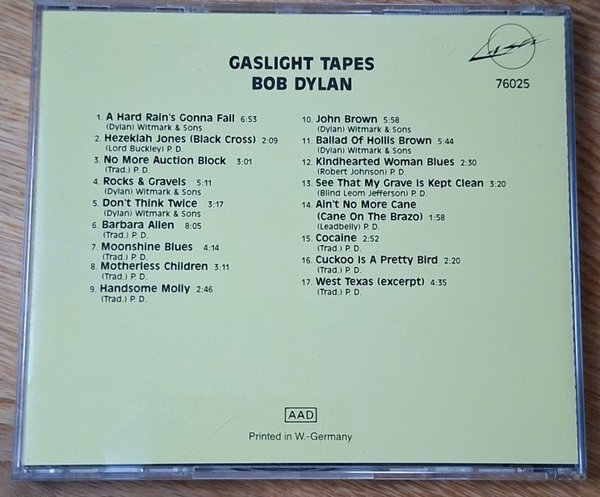 GASLIGHT TAPES
BOB DYLAN
76025
1. A Hard Rain's Gonna Fall 6:53
(Dylan) Witmark & Sons
2. Hezekiah Jones (Black Cross) 2:09
(Lord Buckley) P. D.
3. No More Auction Block 3:01
(Trad.) P. D.
4. Rocks & Gravels 5:11
(Dylan) Witmark & Sons
5. Don't Think Twice 3:17
(Dylan) Witmark & Sons
6. Barbara Allen 8:05
(Trad.) P. D.
7. Moonshine Blues 4:14
(Trad.) P. D.
8. Motherless Children 3:11
(Trad.) P. D.
9. Handsome Molly 2:46
(Trad.) P. D.
10. John Brown 5:58
(Dylan) Witmark & Sons
11. Ballad Of Hollis Brown 5:44
(Dylan) Witmark & Sons
12. Kindhearted Woman Blues 2:30
(Robert Johnson) P. D.
13. See That My Grave Is Kept Clean 3:20
(Blind Leom Jefferson) P. D.
14. Ain't No More Cane
(Cane On The Brazo) 1:58
(Leadbelly) P. D.
15. Cocaine 2:52
(Trad.) P. D.
16. Cuckoo Is A Pretty Bird 2:20
(Trad.) P. D.
17. West Texas (excerpt) 4:35
(Trad.) P. D.
AAD
Printed in W.-Germany